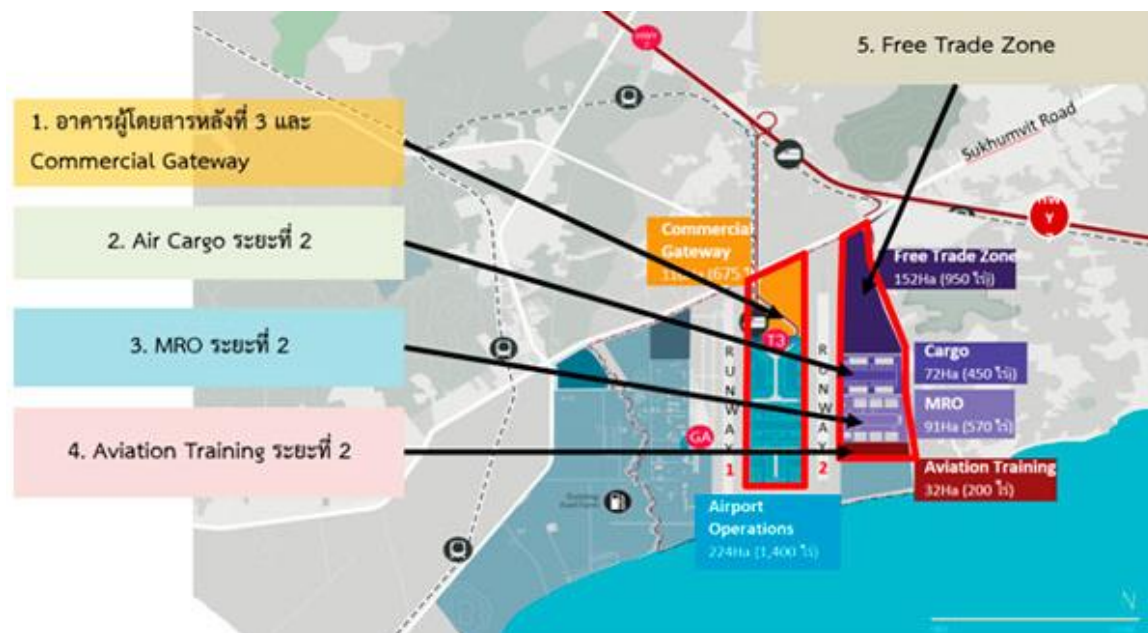 5. Free Trade Zone
1. อาคารผู้โดยสารหลังที่ 3 และ
Commercial Gateway
2. Air Cargo ระยะที่ 2
3. MRO ระยะที่ 2
4. Aviation Training ระยะที่ 2
Sukhumvit Road
Commercial
Gateway
(675
Free Trade Zone
152Ha (950 ไร่)
T3
RUNWAY
1
RUNWAY
2
Cargo
72Ha (450 ไร่)
MRO
91Ha (570 ไร่)
GA
Aviation Training
32Ha (200 ไร่)
Airport
Operations
224Ha (1,400 ไร่)
N